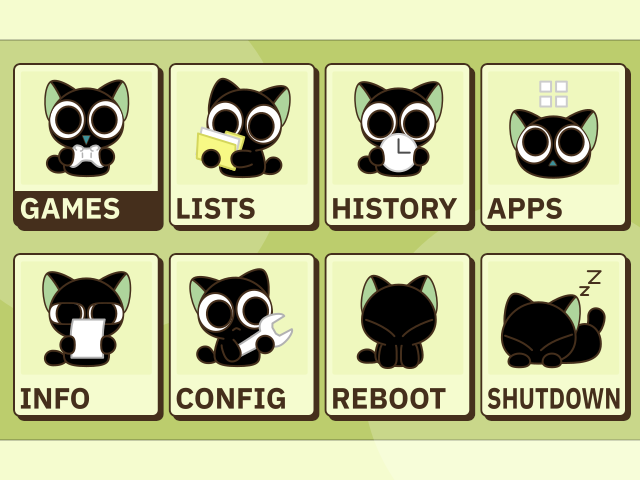 GAMES
LISTS
HISTORY
APPS
z
z
INFO
CONFIG
REBOOT
SHUTDOWN